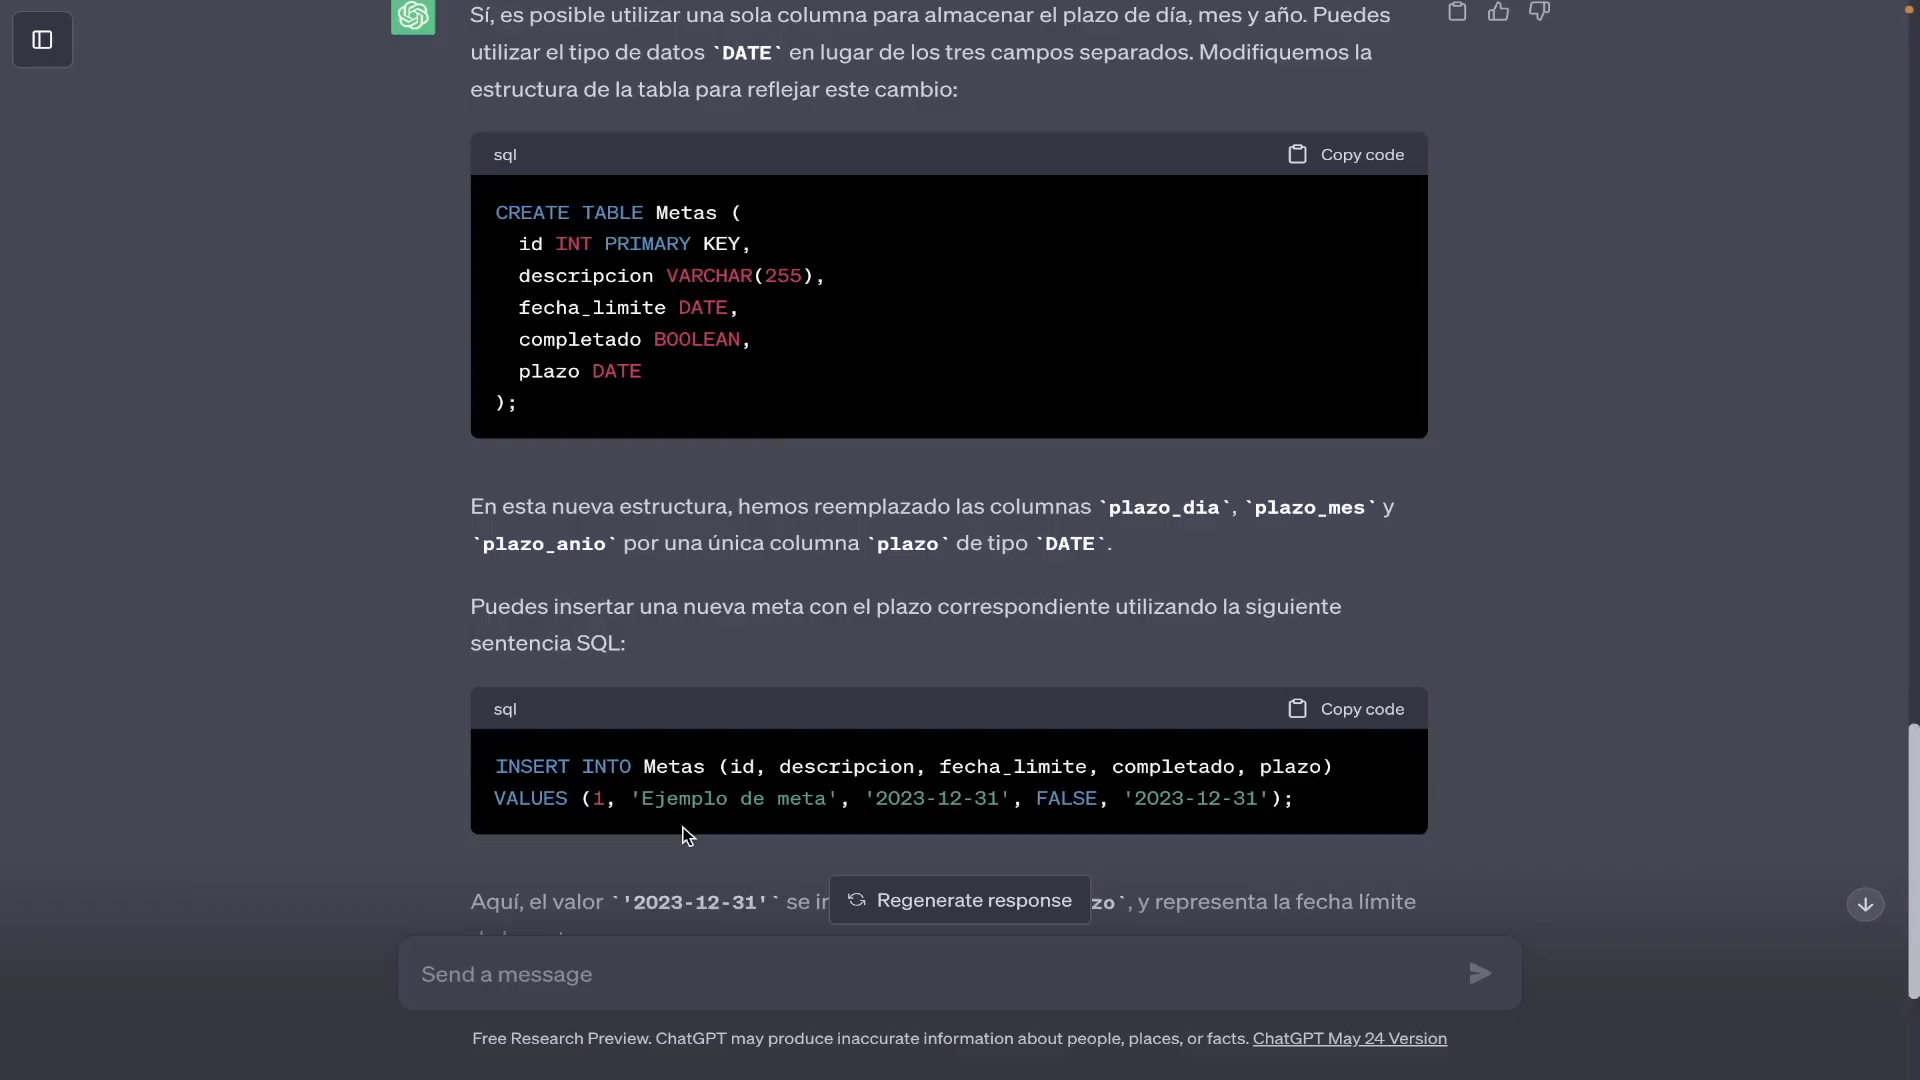 Sí, es posible utilizar una sola columna para almacenar el plazo de día, mes y año. Puedes
utilizar el tipo de datos `DATE` en lugar de los tres campos separados. Modifiquemos la
estructura de la tabla para reflejar este cambio:
sql
Copy code
CREATE TABLE Metas (
  id INT PRIMARY KEY,
  descripcion VARCHAR(255),
  fecha_limite DATE,
  completado BOOLEAN,
  plazo DATE
);
En esta nueva estructura, hemos reemplazado las columnas `plazo_dia`, `plazo_mes` y
`plazo_anio` por una única columna `plazo` de tipo `DATE`.
Puedes insertar una nueva meta con el plazo correspondiente utilizando la siguiente
sentencia SQL:
sql
Copy code
INSERT INTO Metas (id, descripcion, fecha_limite, completado, plazo)
VALUES (1, 'Ejemplo de meta', '2023-12-31', FALSE, '2023-12-31');
Aquí, el valor `'2023-12-31'` se
Regenerate response
zo`, y representa la fecha límite
Send a message
Free Research Preview. ChatGPT may produce inaccurate information about people, places, or facts. ChatGPT May 24 Version